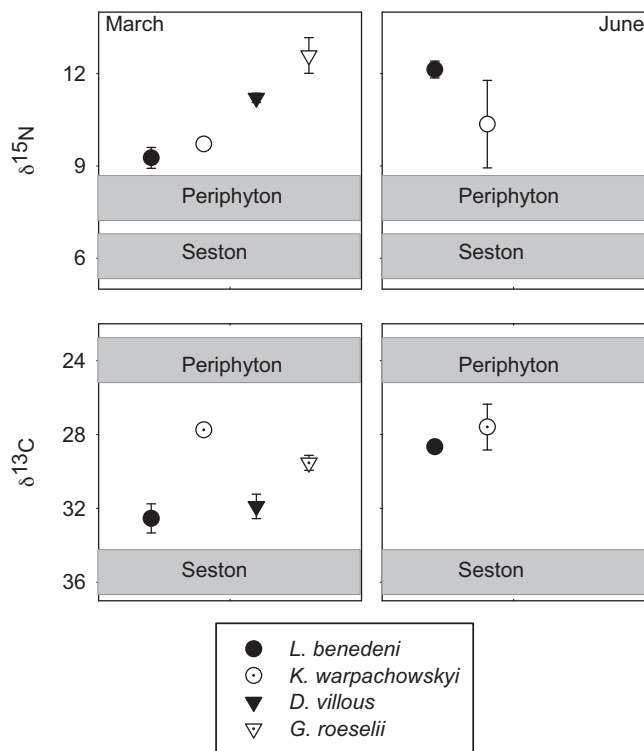 March
June
12
9
6
δ15N
Periphyton
Seston
Periphyton
Seston
24
28
32
36
δ13C
Periphyton
Seston
Periphyton
Seston
L. benedeni
K. warpachowskyi
D. villous
G. roeselii